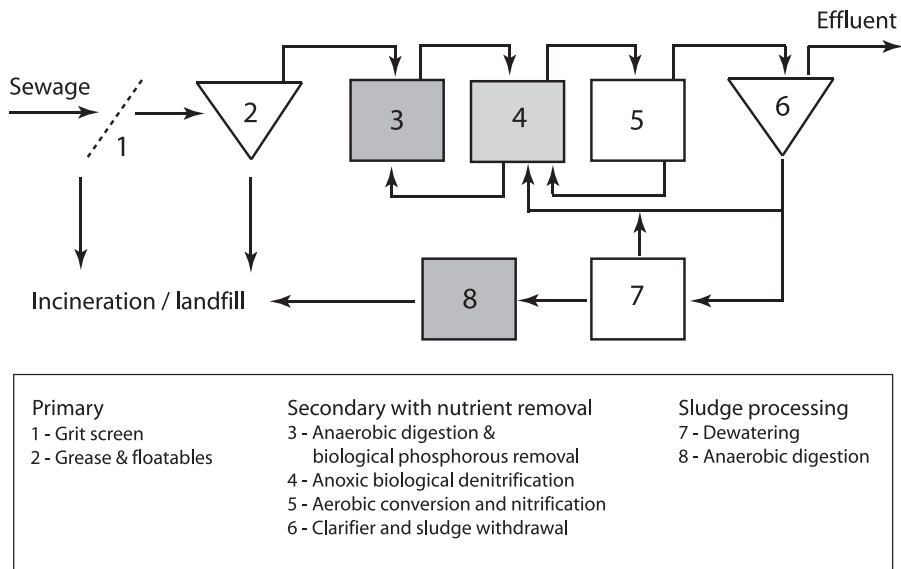 Effluent
Sewage
1
2
3
4
5
6
Incineration / landfill
8
7
Primary
1 - Grit screen
2 - Grease & floatables
Secondary with nutrient removal
3 - Anaerobic digestion &
biological phosphorous removal
4 - Anoxic biological denitrification
5 - Aerobic conversion and nitrification
6 - Clarifier and sludge withdrawal
Sludge processing
7 - Dewatering
8 - Anaerobic digestion